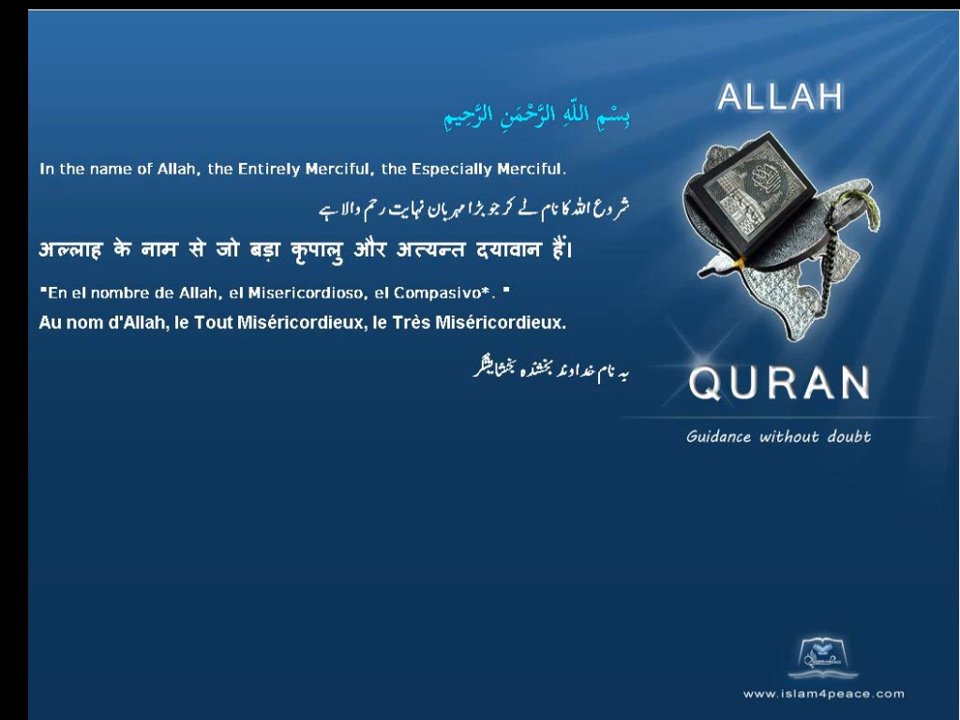 بِسْمِ اللَّهِ الرَّحْمَنِ الرَّحِيمِ
In the name of Allah, the Entirely Merciful, the Especially Merciful.
شروع اللہ کا نام لے کر جو بڑا مہربان نہایت رحم والا ہے
अल्लाह के नाम से जो बड़ा कृपालु और अत्यन्त दयावान हैं।
"En el nombre de Allah, el Misericordioso, el Compasivo*. "
Au nom d'Allah, le Tout Miséricordieux, le Très Miséricordieux.
به نام خداوند بخشنده بخشایشگر
ALLAH
QURAN
Guidance without doubt
www.islam4peace.com